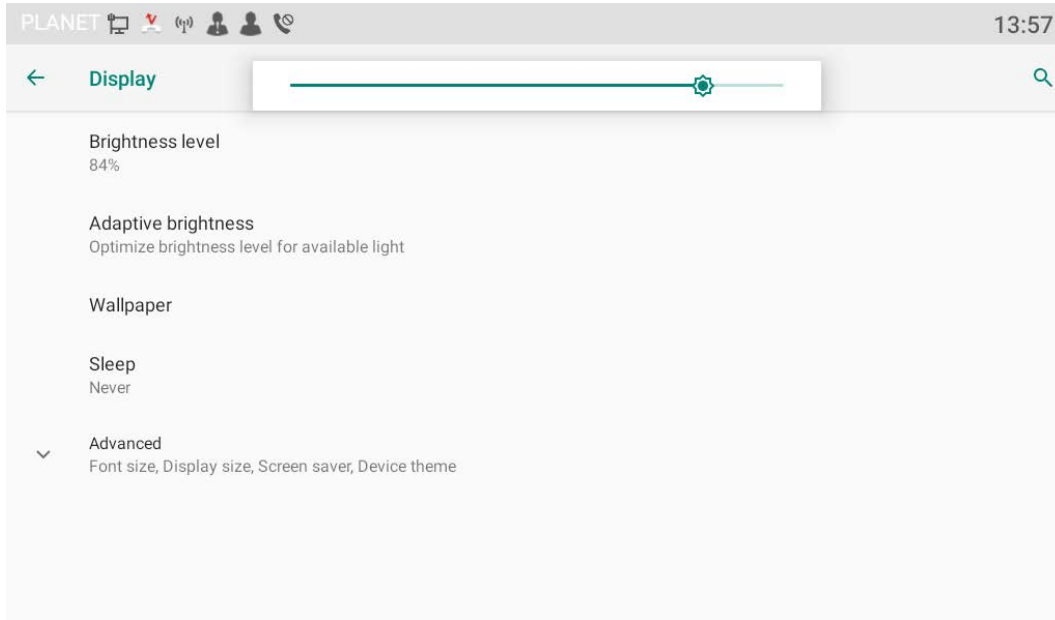 PLANET 13:57
Display
Brightness level
84%
Adaptive brightness
Optimize brightness level for available light
Wallpaper
Sleep
Never
Advanced
Font size, Display size, Screen saver, Device theme